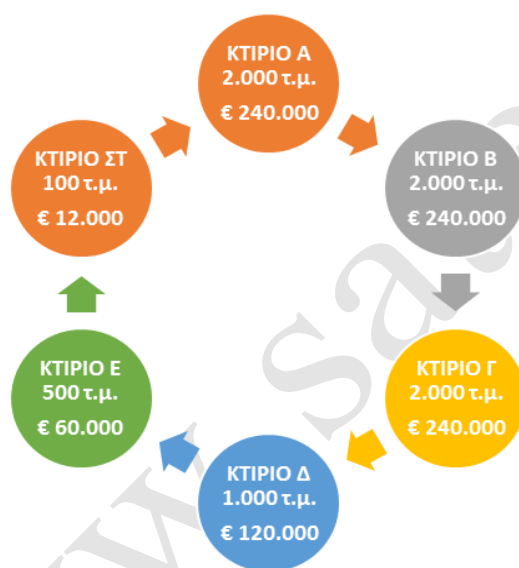 ΚΤΙΡΙΟ Α
2.000 τ.μ.
€ 240.000
ΚΤΙΡΙΟ Β
2.000 τ.μ.
€ 240.000
ΚΤΙΡΙΟ Γ
2.000 τ.μ.
€ 240.000
ΚΤΙΡΙΟ Δ
1.000 τ.μ.
€ 120.000
ΚΤΙΡΙΟ Ε
500 τ.μ.
€ 60.000
ΚΤΙΡΙΟ ΣΤ
100 τ.μ.
€ 12.000